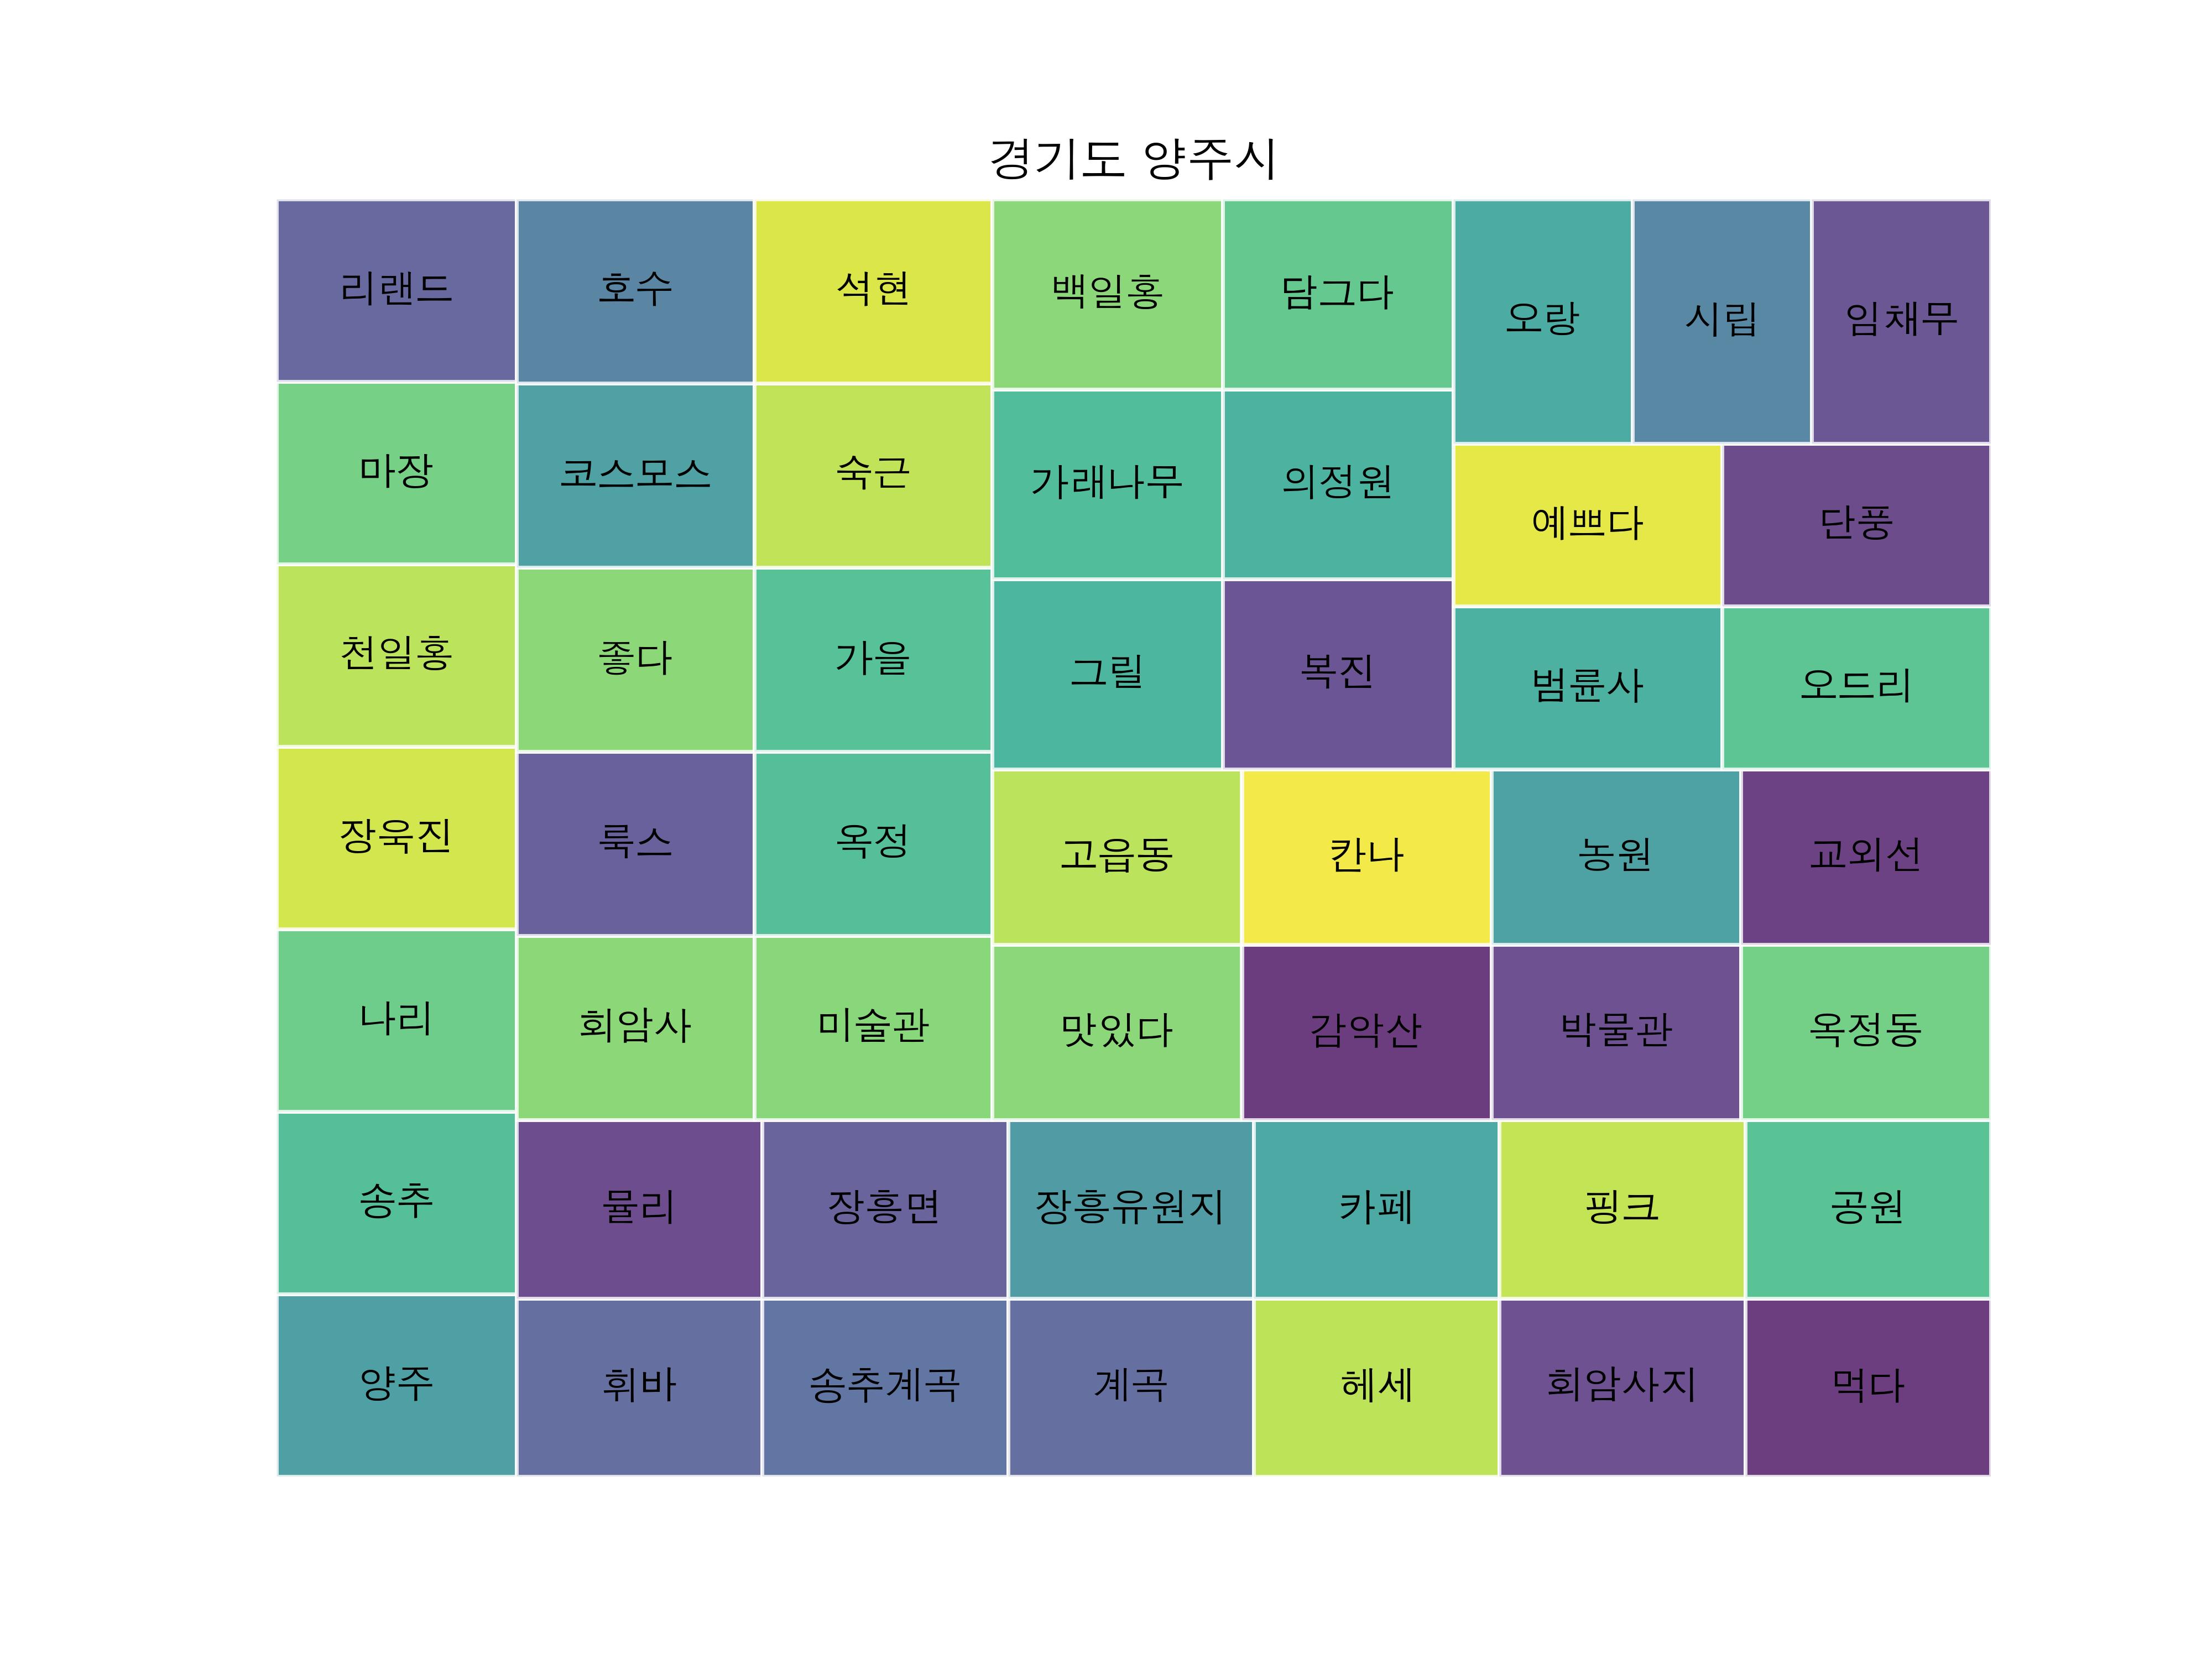 경기도 양주시
리랜드
호수
석현
백일홍
담그다
오랑
시립
임채무
마장
코스모스
숙근
가래나무
의정원
예쁘다
단풍
천일홍
좋다
가을
그릴
복진
범륜사
오드리
장욱진
룩스
옥정
고읍동
칸나
농원
교외선
나리
회암사
미술관
맛있다
감악산
박물관
옥정동
송추
뮬리
장흥면
장흥유원지
카페
핑크
공원
양주
휘바
송추계곡
계곡
헤세
회암사지
먹다